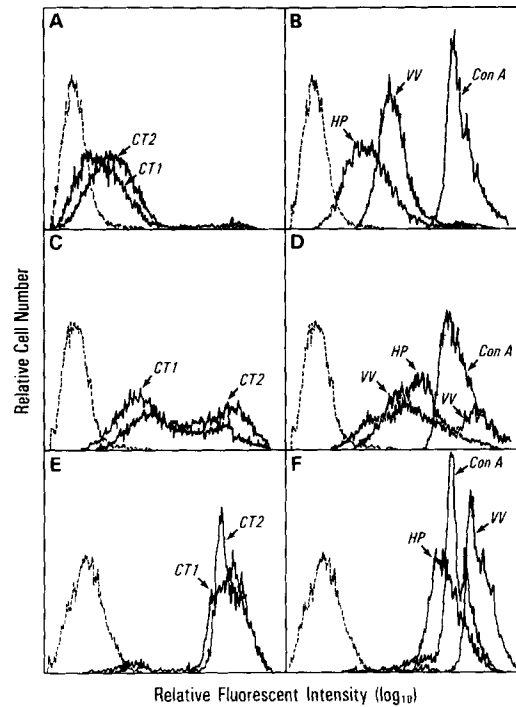 A
CT2
CT1
B
HP
VV
Con A
C
CT1
CT2
D
VV
HP
Con A
VV
E
CT2
CT1
F
Con A
VV
HP
Relative Cell Number
Relative Fluorescent Intensity (log₁₀)